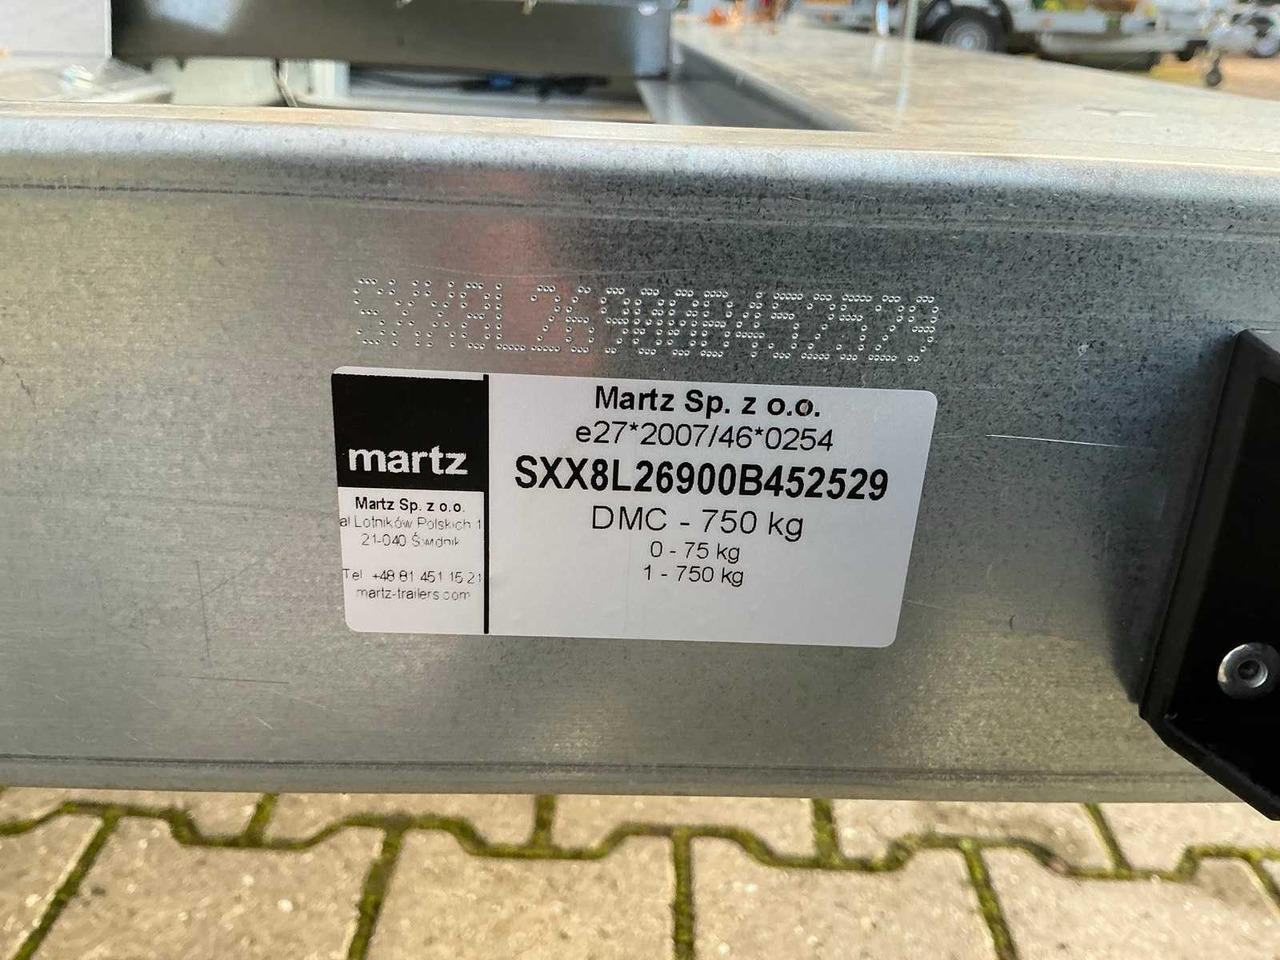 SXX8L26900B452529
martz
Martz Sp. z o.o.
al Lotników Polskich 1
21-040 Świdnik
Tel. +48 81 451 15 21
martz-trailers.com
Martz Sp. z o.o.
e27*2007/46*0254
SXX8L26900B452529
DMC - 750 kg
0 - 75 kg
1 - 750 kg